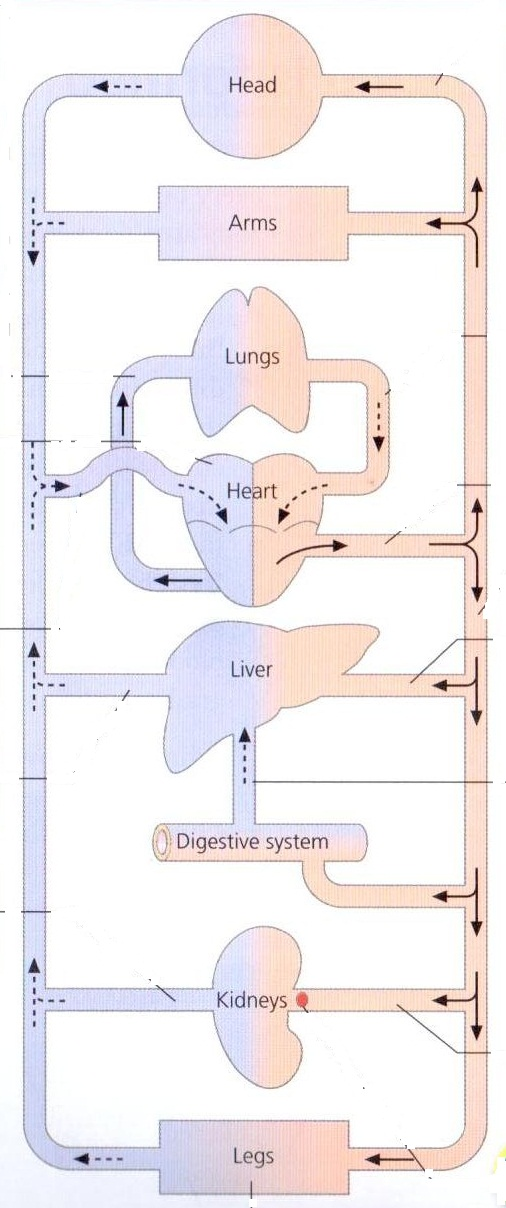 Head
Arms
Lungs
Heart
Liver
Digestive system
Kidneys
Legs